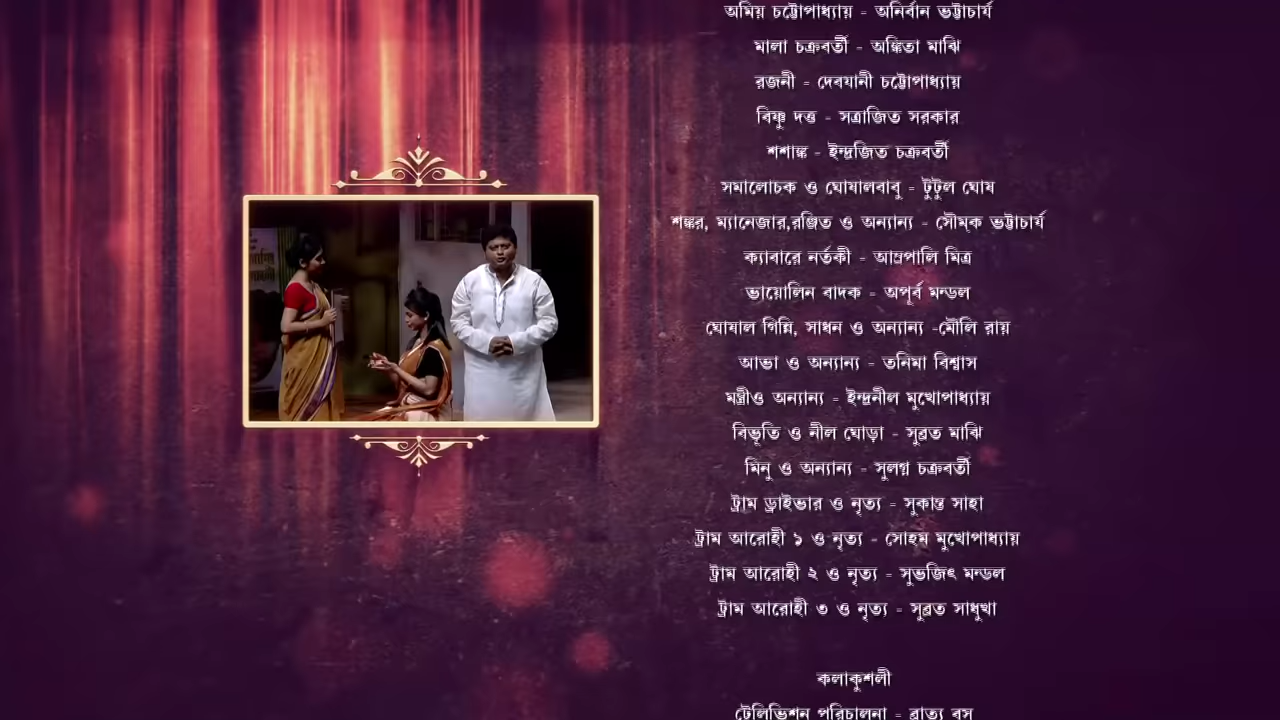 অমিয় চট্টোপাধ্যায় - অনির্বান ভট্টাচার্য
মালা চক্রবর্তী - অঙ্কিতা মাঝি
রজনী - দেবযানী চট্টোপাধ্যায়
বিষ্ণু দত্ত - সত্রাজিত সরকার
শশাঙ্ক - ইন্দ্রজিত চক্রবর্তী
সমালোচক ও ঘোষালবাবু - টুটুল ঘোষ
শঙ্কর, ম্যানেজার,রঞ্জিত ও অন্যান্য - সৌম্ক ভট্টাচার্য
ক্যাবারে নর্তকী - আম্রপালি মিত্র
ভায়োলিন বাদক - অপূর্ব মন্ডল
ঘোষাল গিন্নি, সাধন ও অন্যান্য -মৌলি রায়
আভা ও অন্যান্য - তনিমা বিশ্বাস
মন্ত্রীও অন্যান্য - ইন্দ্রনীল মুখোপাধ্যায়
বিভূতি ও নীল ঘোড়া - সুব্রত মাঝি
মিনু ও অন্যান্য - সুলগ্ন চক্রবর্তী
ট্রাম ড্রাইভার ও নৃত্য - সুকান্ত সাহা
ট্রাম আরোহী ১ ও নৃত্য - সোহম মুখোপাধ্যায়
ট্রাম আরোহী ২ ও নৃত্য - সুভজিৎ মন্ডল
ট্রাম আরোহী ৩ ও নৃত্য - সুব্রত সাধুখা
কলাকুশলী
টেলিভিশন পরিচালনা - ব্রাত্য বসু